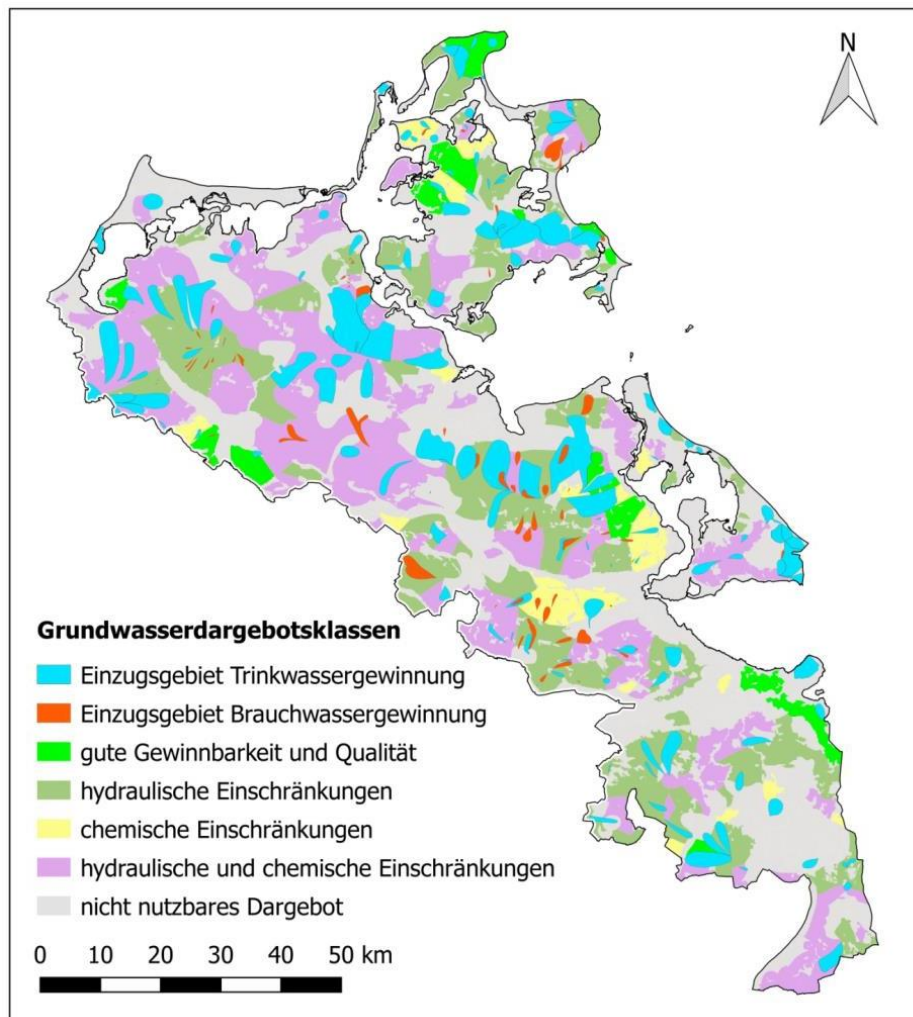 N
Grundwasserdargebotsklassen
Einzugsgebiet Trinkwassergewinnung
Einzugsgebiet Brauchwassergewinnung
gute Gewinnbarkeit und Qualität
hydraulische Einschränkungen
chemische Einschränkungen
hydraulische und chemische Einschränkungen
nicht nutzbares Dargebot
0 10 20 30 40 50 km